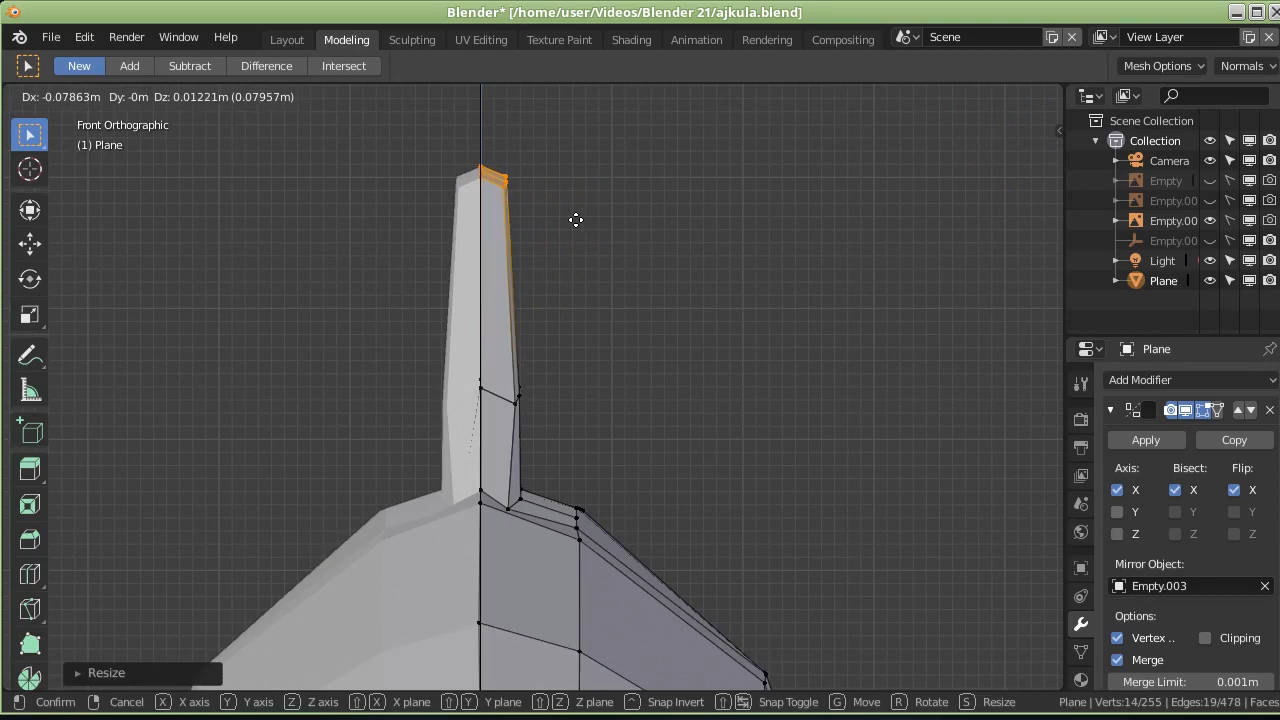 Blender* [/home/user/Videos/Blender 21/ajkula.blend]
File Edit Render Window Help Layout Modeling Sculpting UV Editing Texture Paint Shading Animation Rendering Compositing Scene View Layer
New Add Subtract Difference Intersect Mesh Options Normals
Dx: -0.07863m Dy: -0m Dz: 0.01221m (0.07957m)
Front Orthographic
(1) Plane
Scene Collection
Collection
Camera
Empty
Empty.00
Empty.00
Empty.00
Light
Plane
Plane
Add Modifier
Apply Copy
Axis: Bisect: Flip:
X X X
Y Y Y
Z Z Z
Mirror Object:
Empty.003
Options:
Vertex .. Clipping
Merge
Merge Limit: 0.001m
Resize
Confirm Cancel X X axis Y Y axis Z Z axis X X plane Y Y plane Z Z plane Snap Invert Snap Toggle G Move R Rotate S Resize Plane | Verts:14/255 | Edges:19/478 | Faces